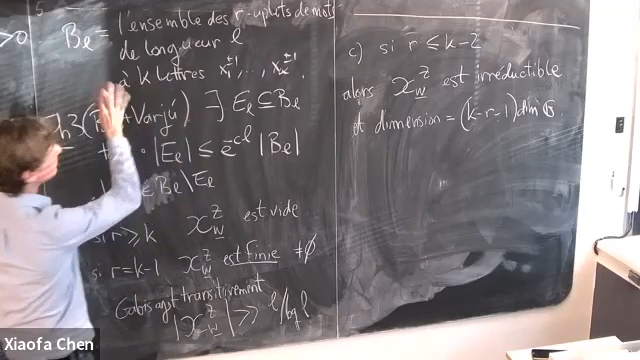 >0 Bℓ = l'ensemble des r-uplets de mots
de longueur ℓ
à k lettres x₁^±1, ..., x_k^±1.
Th3 (+Varjú) ∃ Eℓ ⊆ Bℓ
• |Eℓ| ≤ e^-cℓ |Bℓ|
∈ Bℓ \ Eℓ
si r ≥ k X_w^Z est vide
si r = k-1 X_w^Z est finie ≠ ∅
Gal agit transitivement
|X_w^Z| ≫ ℓ/log ℓ
c) si r ≤ k-2
alors X_w^Z est irréductible
et dimension = (k-r-1) dim G.
Xiaofa Chen